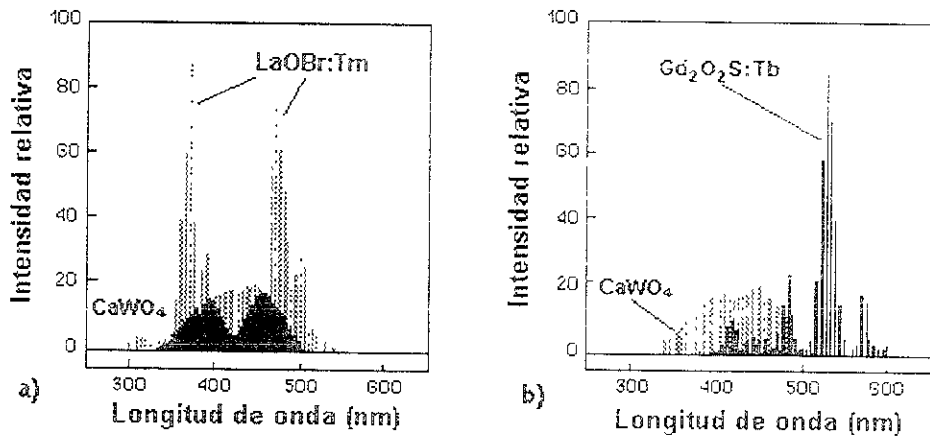 100
80
60
40
20
0
Intensidad relativa
LaOBr:Tm
CaWO₄
300 400 500 600
a)
Longitud de onda (nm)
100
80
60
40
20
0
Intensidad relativa
Gd₂O₂S:Tb
CaWO₄
300 400 500 600
b)
Longitud de onda (nm)